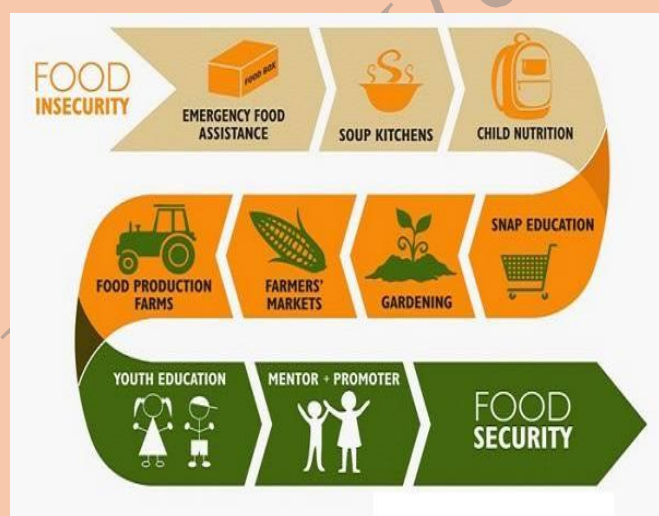 FOOD
INSECURITY
FOOD BOX
EMERGENCY FOOD
ASSISTANCE
SOUP KITCHENS
CHILD NUTRITION
SNAP EDUCATION
GARDENING
FARMERS'
MARKETS
FOOD PRODUCTION
FARMS
YOUTH EDUCATION
MENTOR + PROMOTER
FOOD
SECURITY